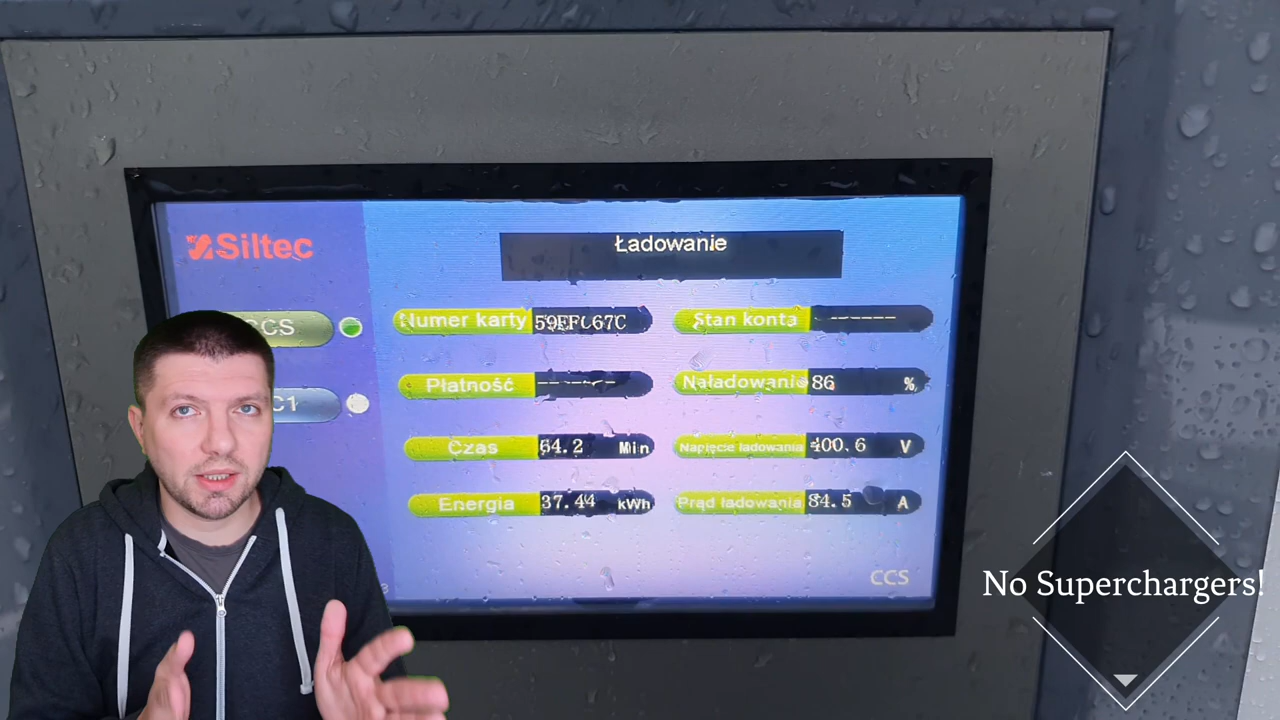 Siltec
Ładowanie
CCS
Numer karty
Stan konta
------
Płatność
Naładowanie 86 %
Czas 64.2 Min
Napięcie ładowania 400.6 V
Energia 37.44 kWh
Prąd ładowania 84.5 A
CCS
No Superchargers!